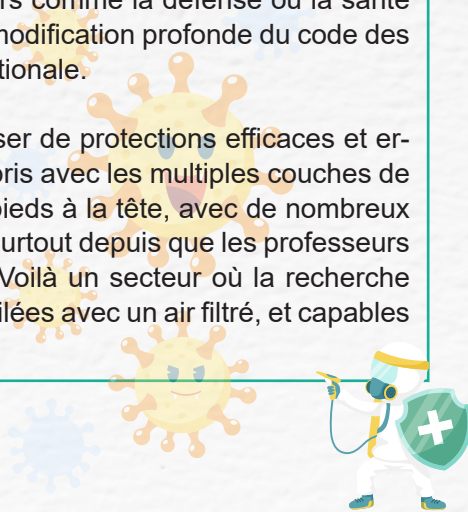 rs comme la défense ou la santé
modification profonde du code des
tionale.
ser de protections efficaces et er-
pris avec les multiples couches de
pieds à la tête, avec de nombreux
surtout depuis que les professeurs
Voilà un secteur où la recherche
ilées avec un air filtré, et capables